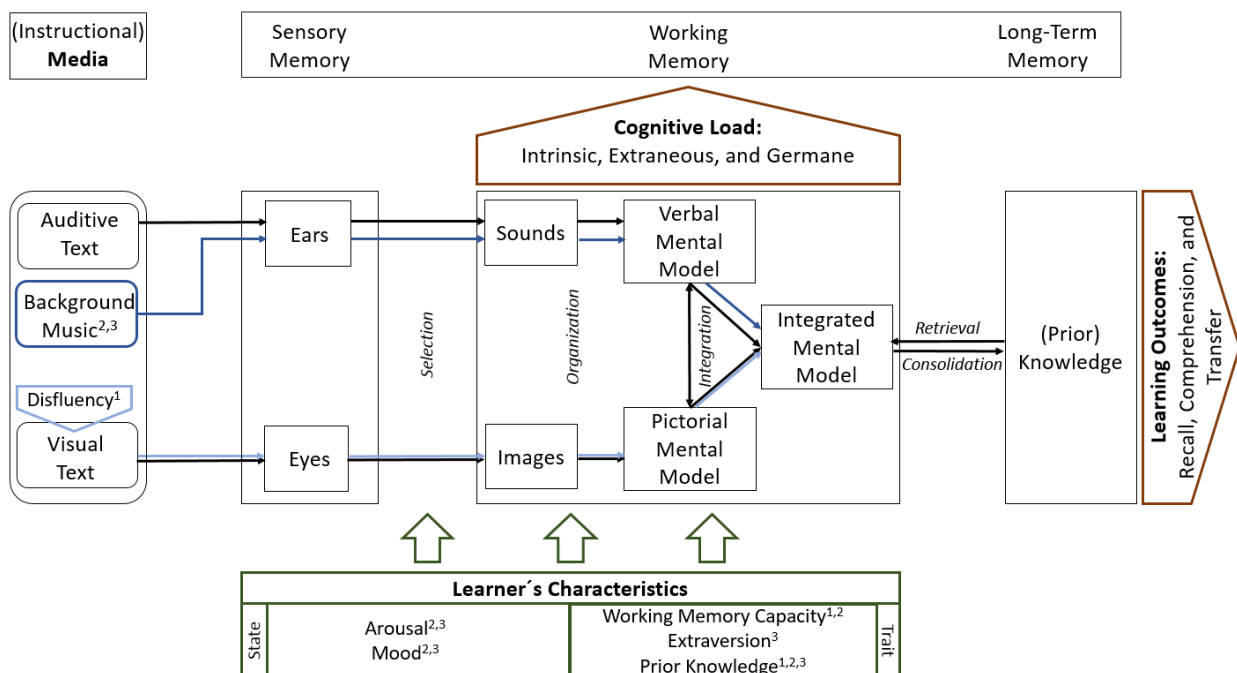 (Instructional)
Media
Sensory
Memory
Working
Memory
Long-Term
Memory
Cognitive Load:
Intrinsic, Extraneous, and Germane
Auditive
Text
Background
Music2,3
Disfluency1
Visual
Text
Ears
Eyes
Selection
Sounds
Images
Organization
Verbal
Mental
Model
Integration
Pictorial
Mental
Model
Integrated
Mental
Model
Retrieval
Consolidation
(Prior)
Knowledge
Learning Outcomes:
Recall, Comprehension, and
Transfer
Learner´s Characteristics
State
Arousal2,3
Mood2,3
Working Memory Capacity1,2
Extraversion3
Prior Knowledge1,2,3
Trait